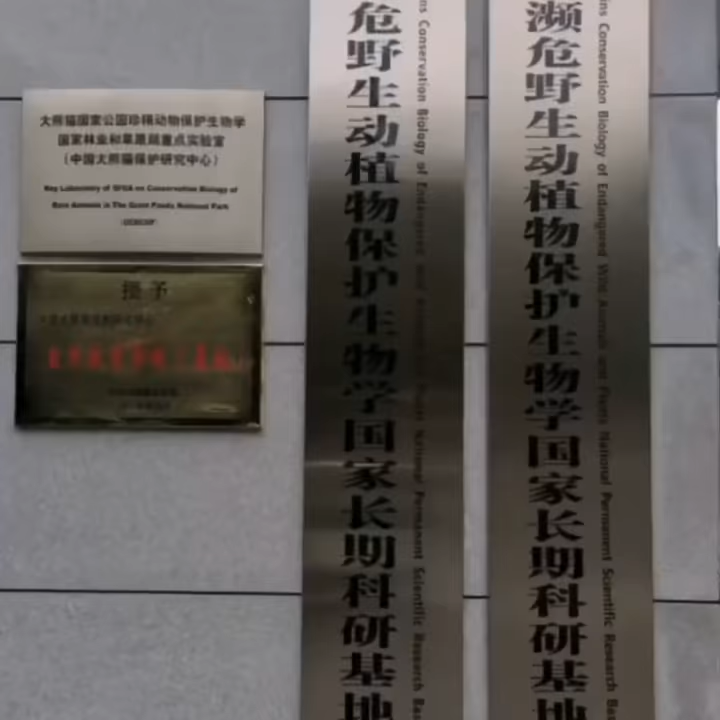 大熊猫国家公园珍稀动物保护生物学
国家林业和草原局重点实验室
（中国大熊猫保护研究中心）
Key Laboratory of SFGA on Conservation Biology of
Rare Animals in The Giant Panda National Park
授予
危野生动植物保护生物学国家长期科研基地
ns Conservation Biology of Endangered Wild Animals and Plants National Permanent Scientific Research Bas
濒危野生动植物保护生物学国家长期科研基地
ns Conservation Biology of Endangered Wild Animals and Plants National Permanent Scientific Research Ba